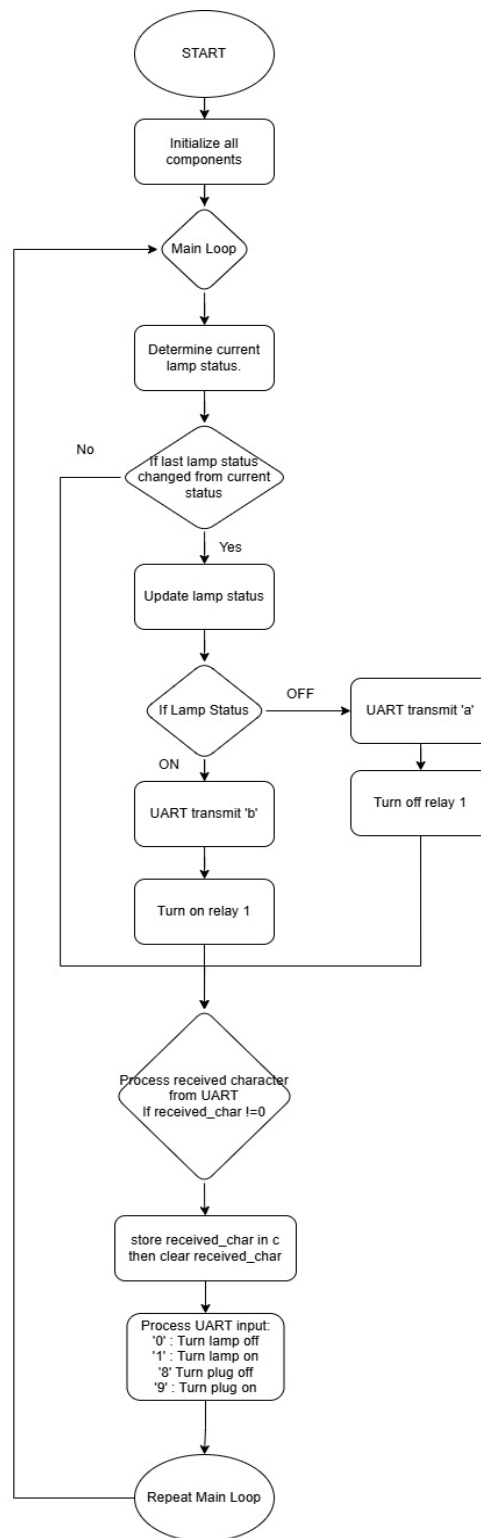 START
Initialize all
components
Main Loop
Determine current
lamp status.
No
If last lamp status
changed from current
status
Yes
Update lamp status
If Lamp Status
OFF
UART transmit 'a'
ON
UART transmit 'b'
Turn off relay 1
Turn on relay 1
Process received character
from UART
If received_char !=0
store received_char in c
then clear received_char
Process UART input:
'0' : Turn lamp off
'1' : Turn lamp on
'8' Turn plug off
'9' : Turn plug on
Repeat Main Loop